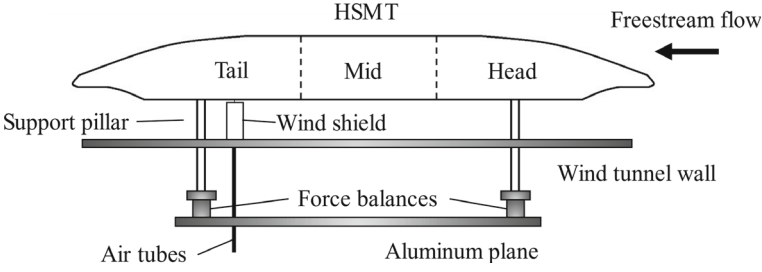 HSMT
Freestream flow
Tail
Mid
Head
Support pillar
Wind shield
Wind tunnel wall
Force balances
Air tubes
Aluminum plane